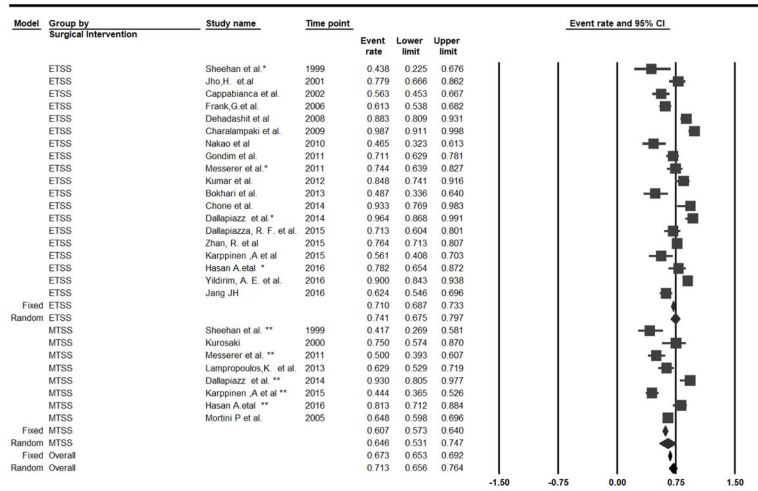 Model Group by Study name Time point Event rate and 95% CI
Surgical Intervention
Event Lower Upper
rate limit limit
ETSS Sheehan et al.* 1999 0.438 0.225 0.676
ETSS Jho,H. et.al 2001 0.779 0.666 0.862
ETSS Cappabianca et al. 2002 0.563 0.453 0.667
ETSS Frank,G.et al. 2006 0.613 0.538 0.682
ETSS Dehadashit et al 2008 0.883 0.809 0.931
ETSS Charalampaki et al. 2009 0.987 0.911 0.998
ETSS Nakao et al 2010 0.465 0.323 0.613
ETSS Gondim et al. 2011 0.711 0.629 0.781
ETSS Messerer et al.* 2011 0.744 0.639 0.827
ETSS Kumar et al. 2012 0.848 0.741 0.916
ETSS Bokhari et al. 2013 0.487 0.336 0.640
ETSS Chone et al. 2014 0.933 0.769 0.983
ETSS Dallapiazz et al.* 2014 0.964 0.868 0.991
ETSS Dallapiazza, R. F. et al. 2015 0.713 0.604 0.801
ETSS Zhan, R. et al 2015 0.764 0.713 0.807
ETSS Karppinen ,A et al 2015 0.561 0.408 0.703
ETSS Hasan A.etal * 2016 0.782 0.654 0.872
ETSS Yildirim, A. E. et al. 2016 0.900 0.843 0.938
ETSS Jang JH 2016 0.624 0.546 0.696
Fixed ETSS 0.710 0.687 0.733
Random ETSS 0.741 0.675 0.797
MTSS Sheehan et al. ** 1999 0.417 0.269 0.581
MTSS Kurosaki 2000 0.750 0.574 0.870
MTSS Messerer et al. ** 2011 0.500 0.393 0.607
MTSS Lampropoulos,K. et al. 2013 0.629 0.529 0.719
MTSS Dallapiazz et al. ** 2014 0.930 0.805 0.977
MTSS Karppinen ,A et al ** 2015 0.444 0.365 0.526
MTSS Hasan A.etal ** 2016 0.813 0.712 0.884
MTSS Mortini P et al. 2005 0.648 0.598 0.696
Fixed MTSS 0.607 0.573 0.640
Random MTSS 0.646 0.531 0.747
Fixed Overall 0.673 0.653 0.692
Random Overall 0.713 0.656 0.764
-1.50 -0.75 0.00 0.75 1.50